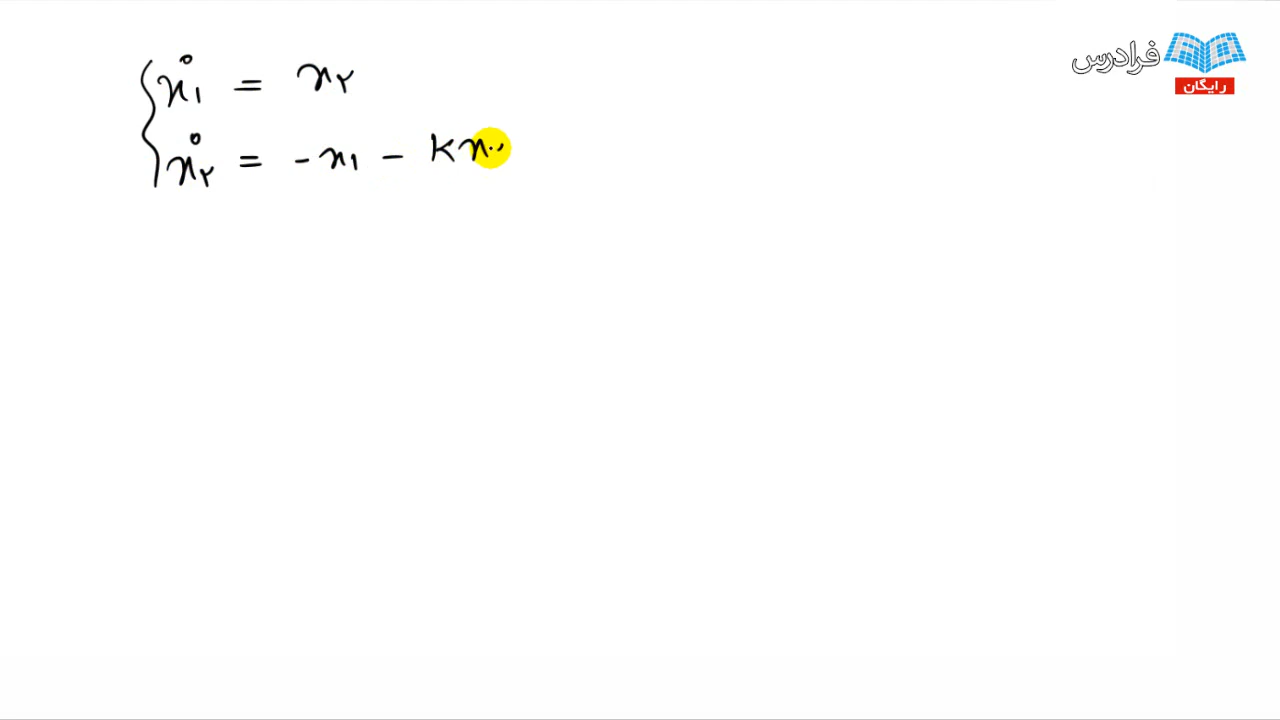 فرادرس
رایگان
ẋ۱ = x۲
ẋ۲ = -x۱ - Kx